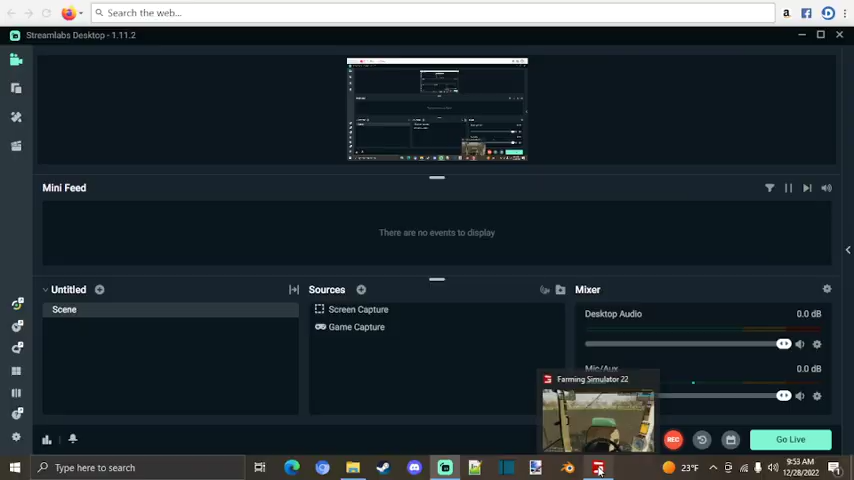 Search the web...
Streamlabs Desktop - 1.11.2
Mini Feed
There are no events to display
Untitled
Sources
Mixer
Scene
Screen Capture
Game Capture
Desktop Audio
0.0 dB
Mic/Aux
0.0 dB
Farming Simulator 22
REC
Go Live
Type here to search
23°F
9:53 AM
12/28/2022